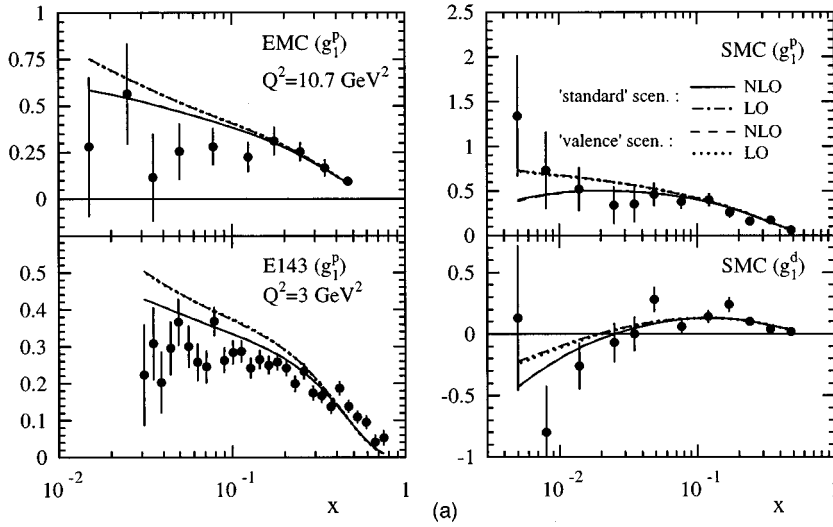 1
0.75
0.5
0.25
0
EMC (g₁ᵖ)
Q²=10.7 GeV²
0.5
0.4
0.3
0.2
0.1
0
E143 (g₁ᵖ)
Q²=3 GeV²
10⁻²
10⁻¹
1
x
2.5
2
1.5
1
0.5
0
SMC (g₁ᵖ)
'standard' scen. :
NLO
LO
'valence' scen. :
NLO
LO
0.5
0
-0.5
-1
SMC (g₁ᵈ)
10⁻²
10⁻¹
1
x
(a)